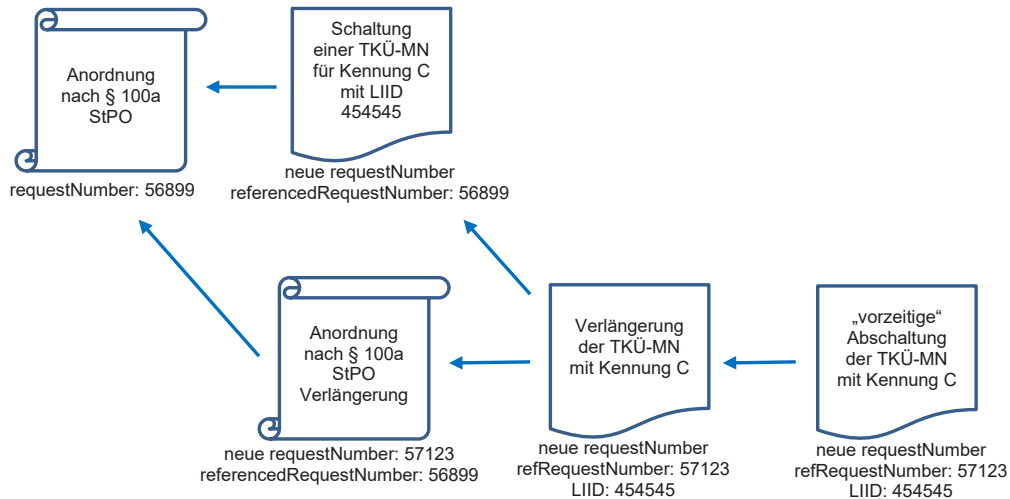 Anordnung
nach § 100a
StPO
requestNumber: 56899
Schaltung
einer TKÜ-MN
für Kennung C
mit LIID
454545
neue requestNumber
referencedRequestNumber: 56899
Anordnung
nach § 100a
StPO
Verlängerung
neue requestNumber: 57123
referencedRequestNumber: 56899
Verlängerung
der TKÜ-MN
mit Kennung C
neue requestNumber
refRequestNumber: 57123
LIID: 454545
„vorzeitige“
Abschaltung
der TKÜ-MN
mit Kennung C
neue requestNumber
refRequestNumber: 57123
LIID: 454545